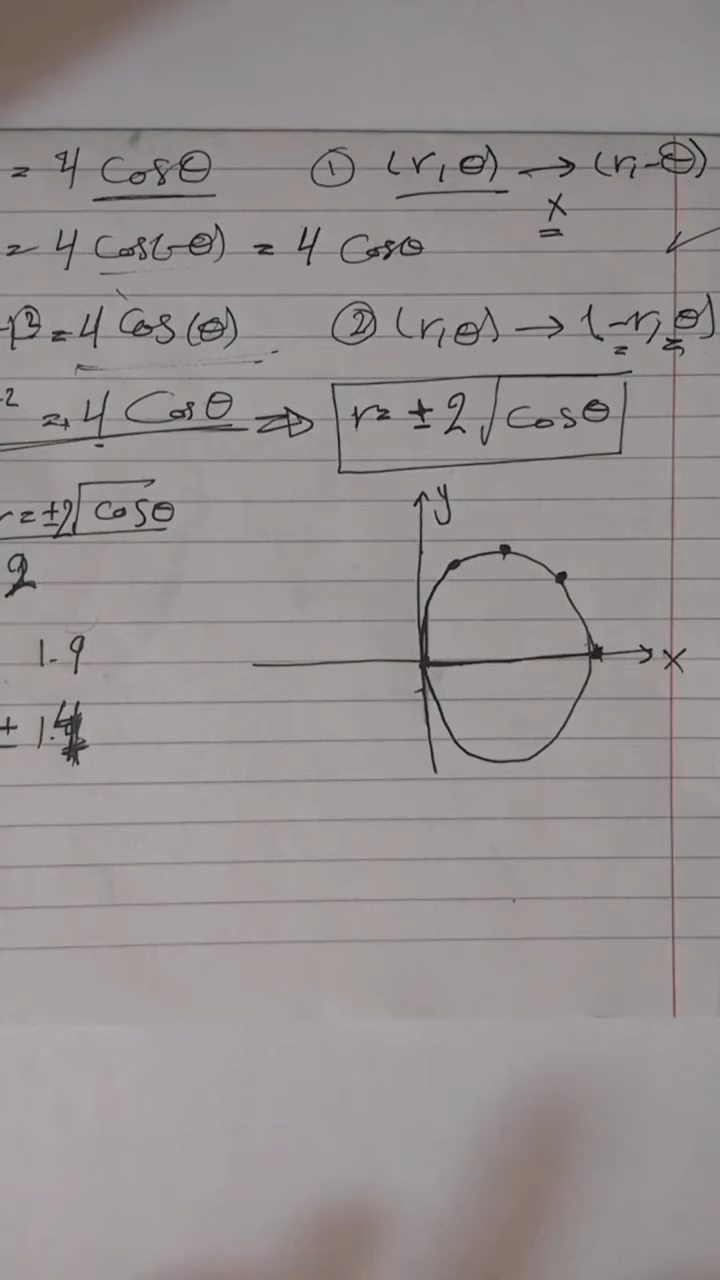 = 4 Cosθ ① (r, θ) → (r, -θ)
x
= 4 Cos(-θ) = 4 Cosθ
= 4 Cos(θ) ② (r, θ) → (-r, θ)
2 = 4 Cosθ ⇒ r = ± 2 √cosθ
r = ±2 √cosθ
2
y
1.9
x
± 1.4